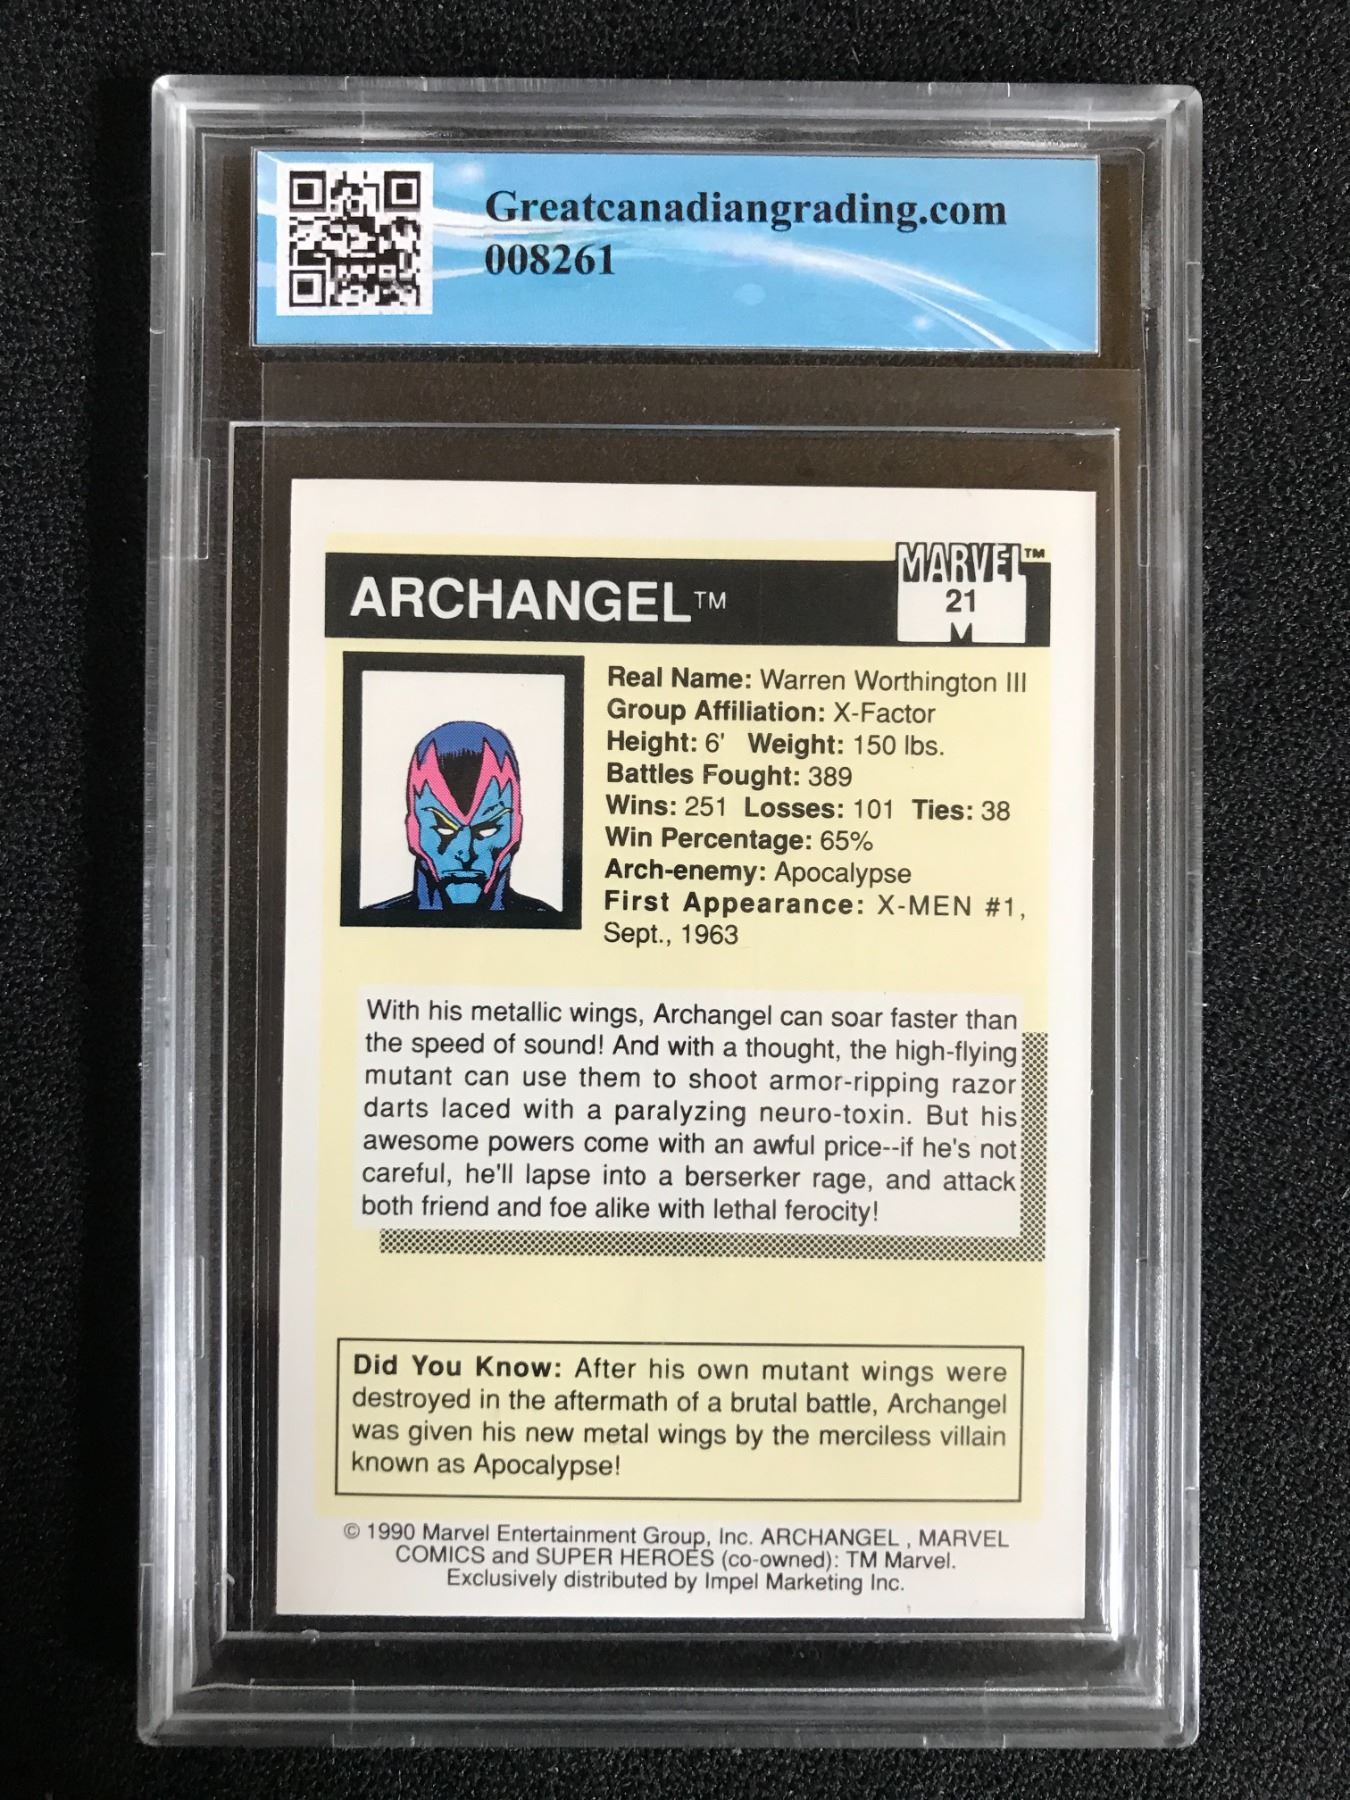 Greatcanadiangrading.com
008261
ARCHANGEL™
MARVEL™
21
M
Real Name: Warren Worthington III
Group Affiliation: X-Factor
Height: 6' Weight: 150 lbs.
Battles Fought: 389
Wins: 251 Losses: 101 Ties: 38
Win Percentage: 65%
Arch-enemy: Apocalypse
First Appearance: X-MEN #1,
Sept., 1963
With his metallic wings, Archangel can soar faster than
the speed of sound! And with a thought, the high-flying
mutant can use them to shoot armor-ripping razor
darts laced with a paralyzing neuro-toxin. But his
awesome powers come with an awful price--if he's not
careful, he'll lapse into a berserker rage, and attack
both friend and foe alike with lethal ferocity!
Did You Know: After his own mutant wings were
destroyed in the aftermath of a brutal battle, Archangel
was given his new metal wings by the merciless villain
known as Apocalypse!
© 1990 Marvel Entertainment Group, Inc. ARCHANGEL , MARVEL
COMICS and SUPER HEROES (co-owned): TM Marvel.
Exclusively distributed by Impel Marketing Inc.